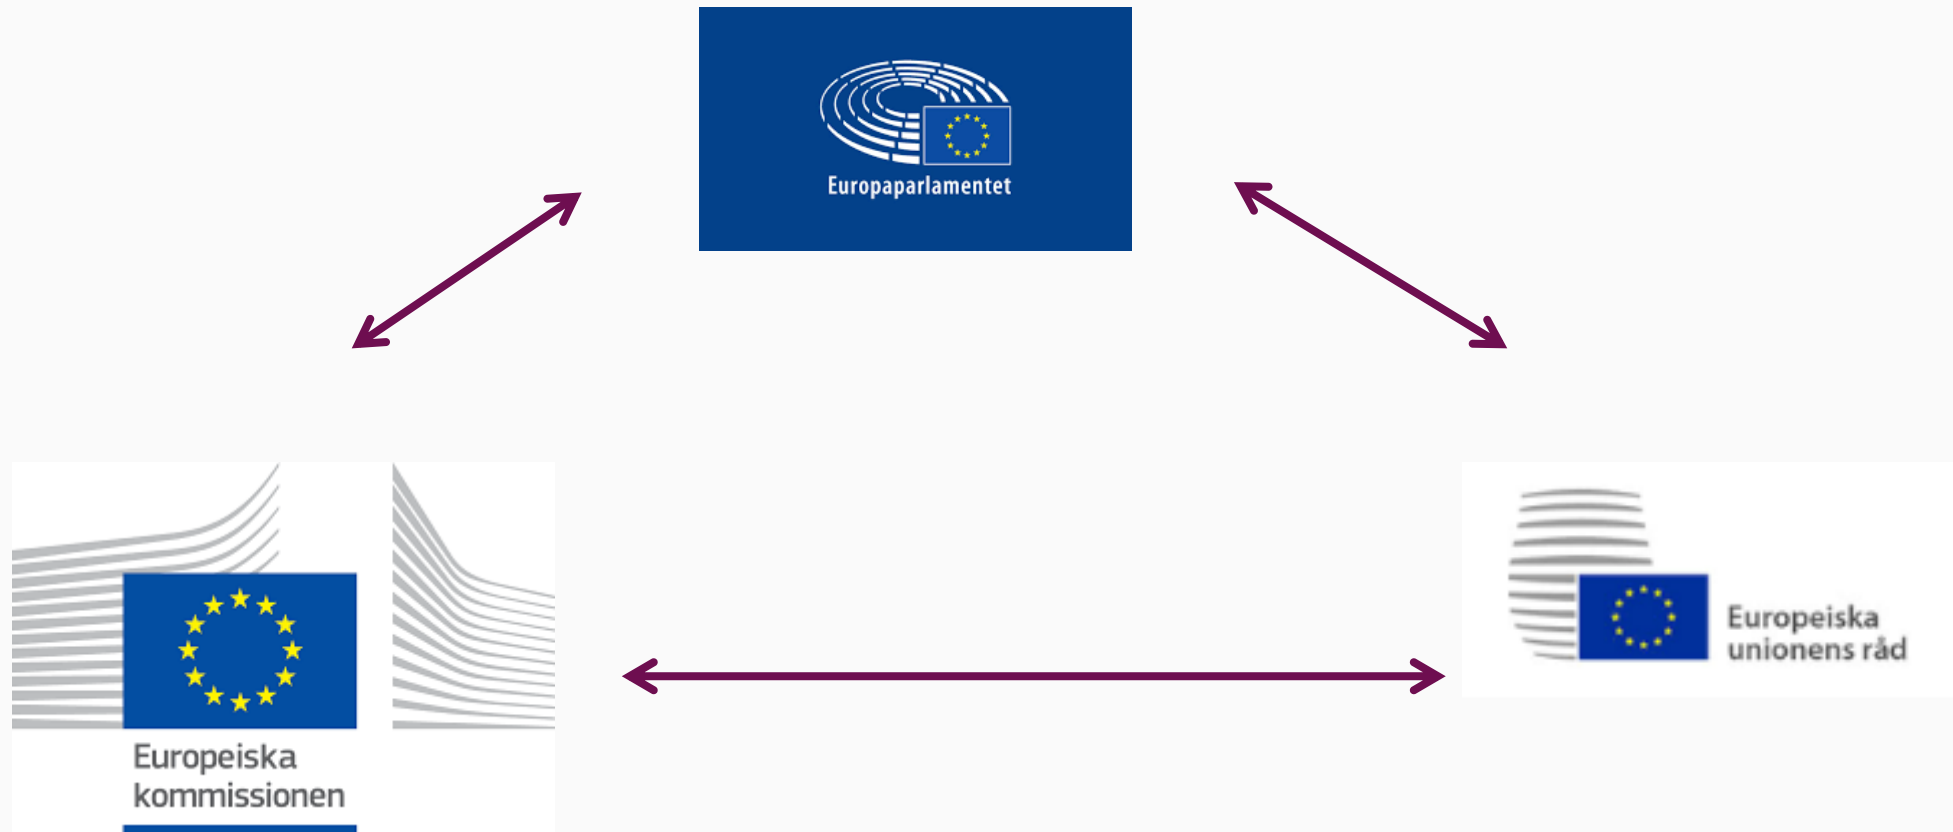 Europaparlamentet
Europeiska
kommissionen
Europeiska
unionens råd